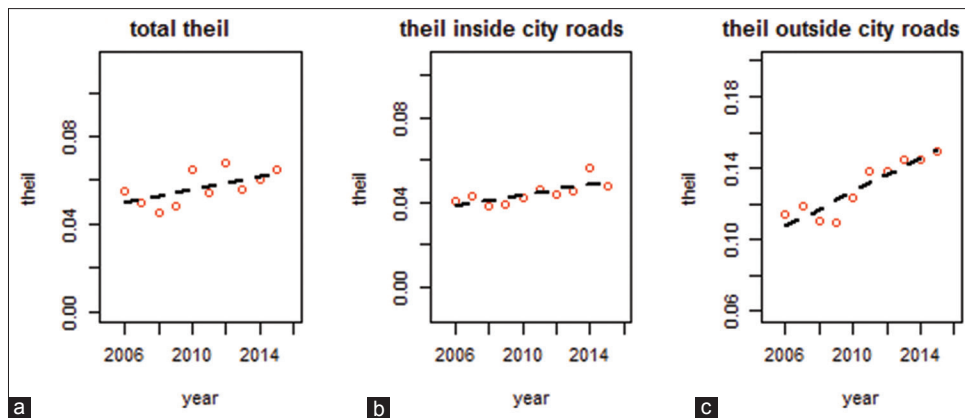 total theil
theil
0.00 0.04 0.08
2006 2010 2014
year
a
theil inside city roads
theil
0.00 0.04 0.08
2006 2010 2014
year
b
theil outside city roads
theil
0.06 0.10 0.14 0.18
2006 2010 2014
year
c